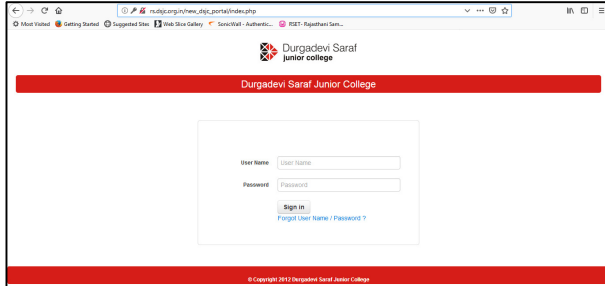 rs.dsjc.org.in/new_dsjc_portal/index.php
Most Visited Getting Started Suggested Sites Web Slice Gallery SonicWall - Authentic... RSET- Rajasthani Sam...
Durgadevi Saraf
junior college
Durgadevi Saraf Junior College
User Name User Name
Password Password
Sign in
Forgot User Name / Password ?
© Copyright 2012 Durgadevi Saraf Junior College